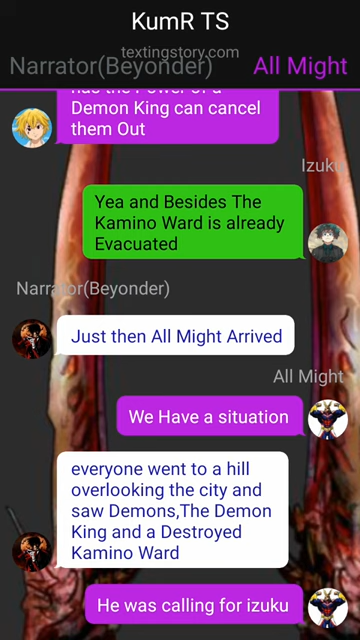 KumR TS
textingstory.com
Narrator(Beyonder)
All Might
has the Power of a
Demon King can cancel
them Out
Izuku
Yea and Besides The
Kamino Ward is already
Evacuated
Narrator(Beyonder)
Just then All Might Arrived
All Might
We Have a situation
everyone went to a hill
overlooking the city and
saw Demons,The Demon
King and a Destroyed
Kamino Ward
He was calling for izuku